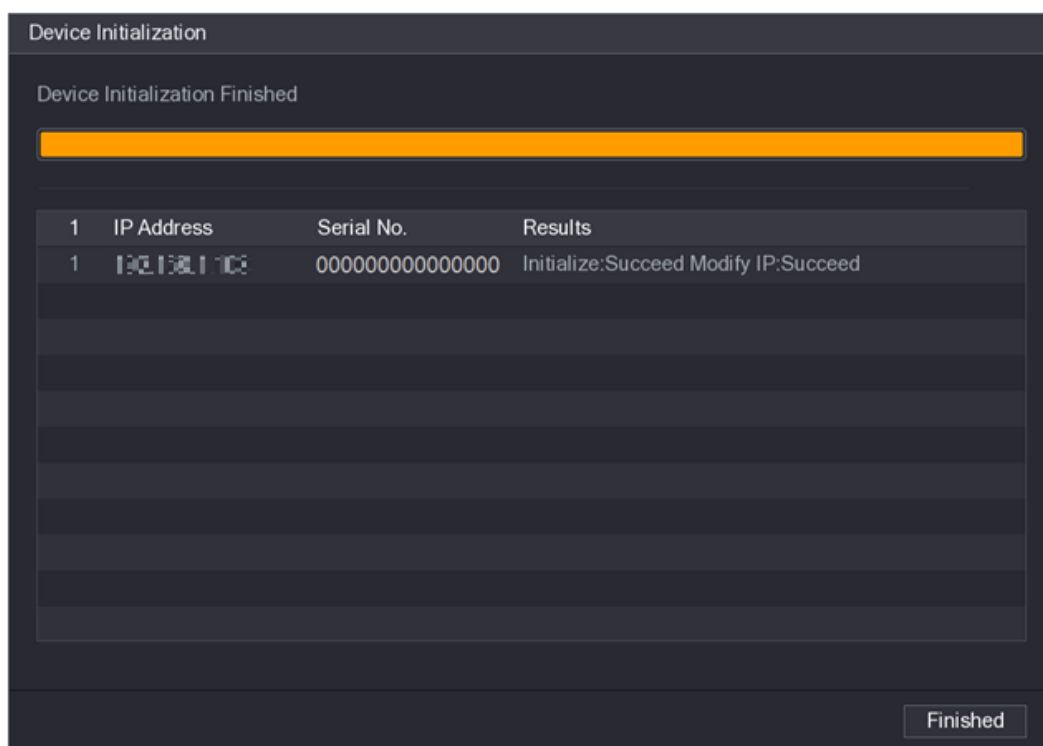 Device Initialization
Device Initialization Finished
1 IP Address Serial No. Results
1 000000000000000 Initialize:Succeed Modify IP:Succeed
Finished